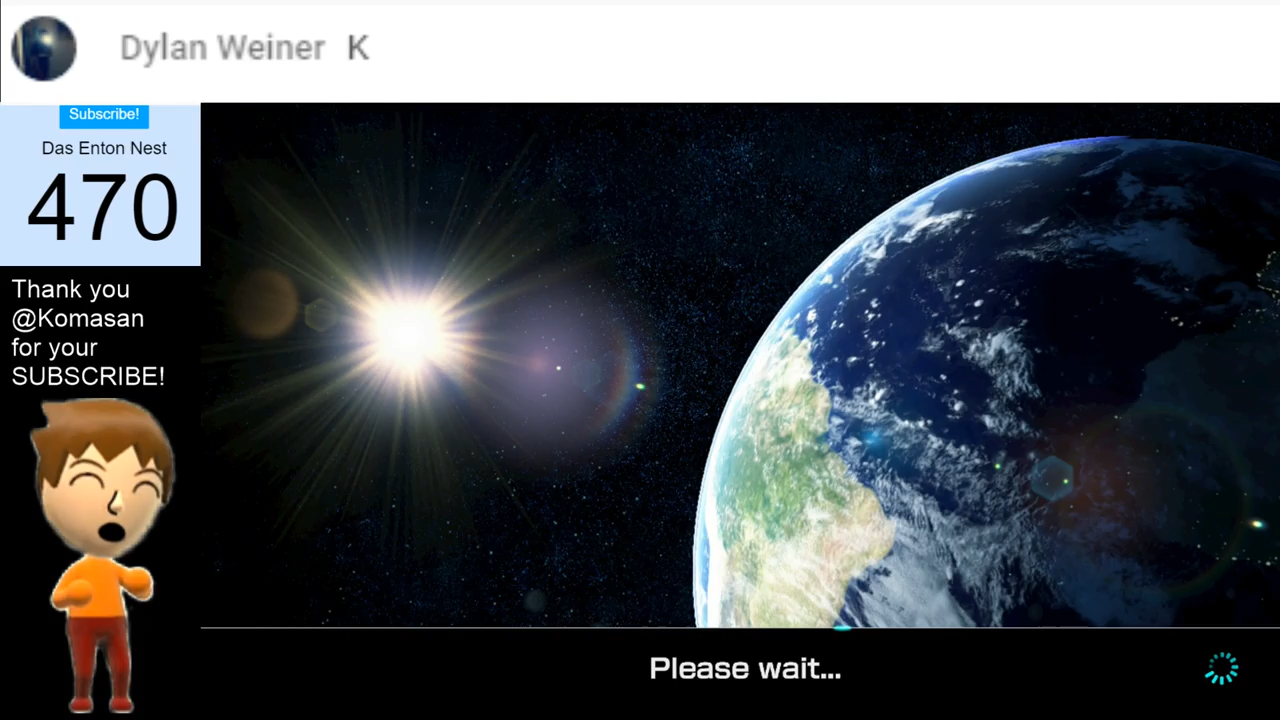 Dylan Weiner K
Subscribe!
Das Enton Nest
470
Thank you
@Komasan
for your
SUBSCRIBE!
Please wait...